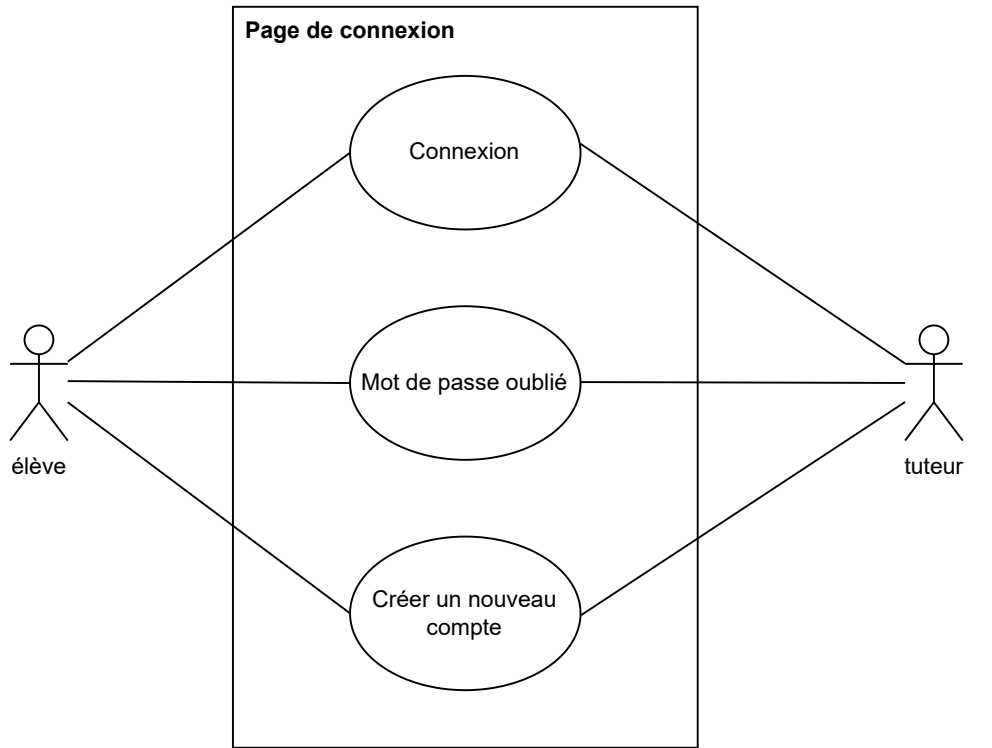 Page de connexion
Connexion
Mot de passe oublié
élève
tuteur
Créer un nouveau
compte